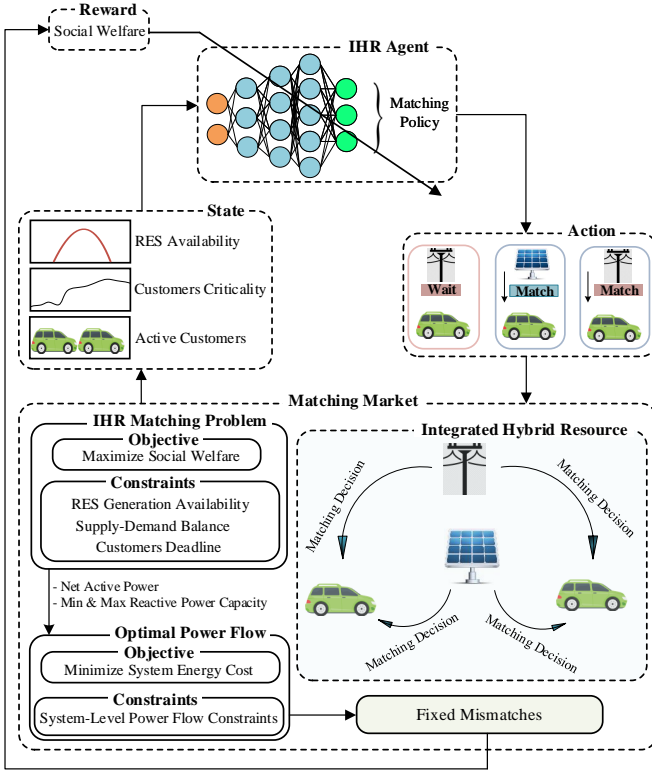 Reward
Social Welfare
IHR Agent
Matching
Policy
State
RES Availability
Customers Criticality
Active Customers
Action
Wait
Match
Match
Matching Market
IHR Matching Problem
Objective
Maximize Social Welfare
Constraints
RES Generation Availability
Supply-Demand Balance
Customers Deadline
- Net Active Power
- Min & Max Reactive Power Capacity
Optimal Power Flow
Objective
Minimize System Energy Cost
Constraints
System-Level Power Flow Constraints
Integrated Hybrid Resource
Matching Decision
Matching Decision
Matching Decision
Matching Decision
Fixed Mismatches